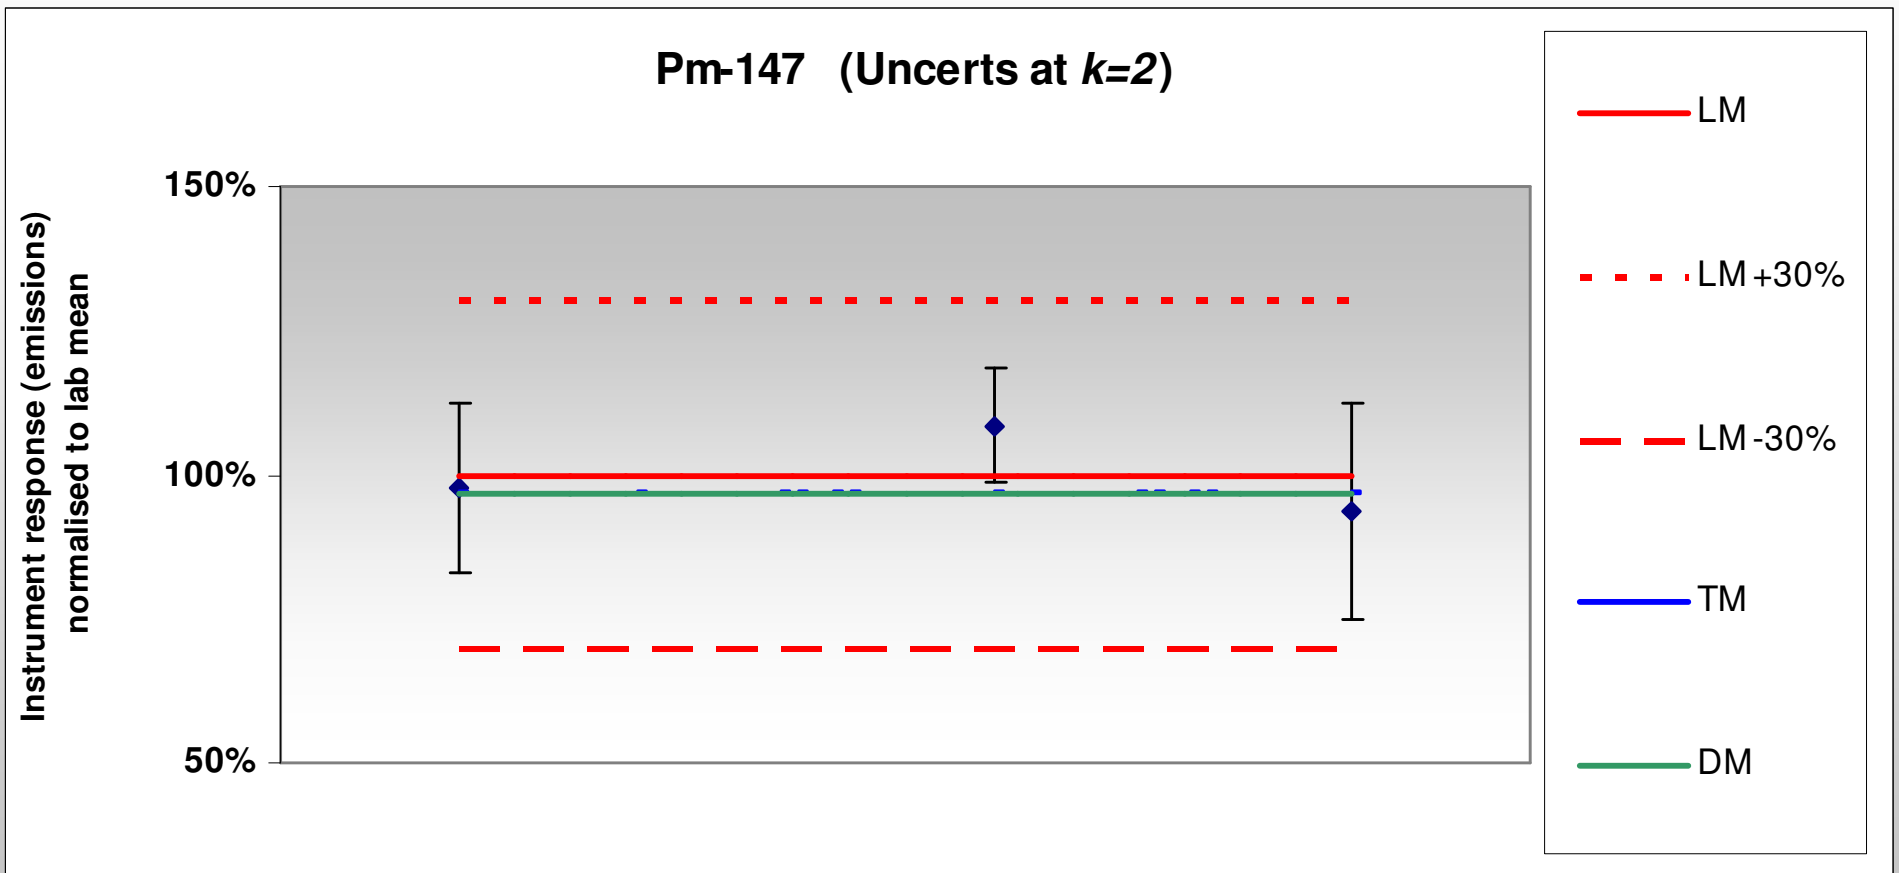 Pm-147 (Uncerts at k=2)
Instrument response (emissions)
normalised to lab mean
150%
100%
50%
LM
LM+30%
LM-30%
TM
DM